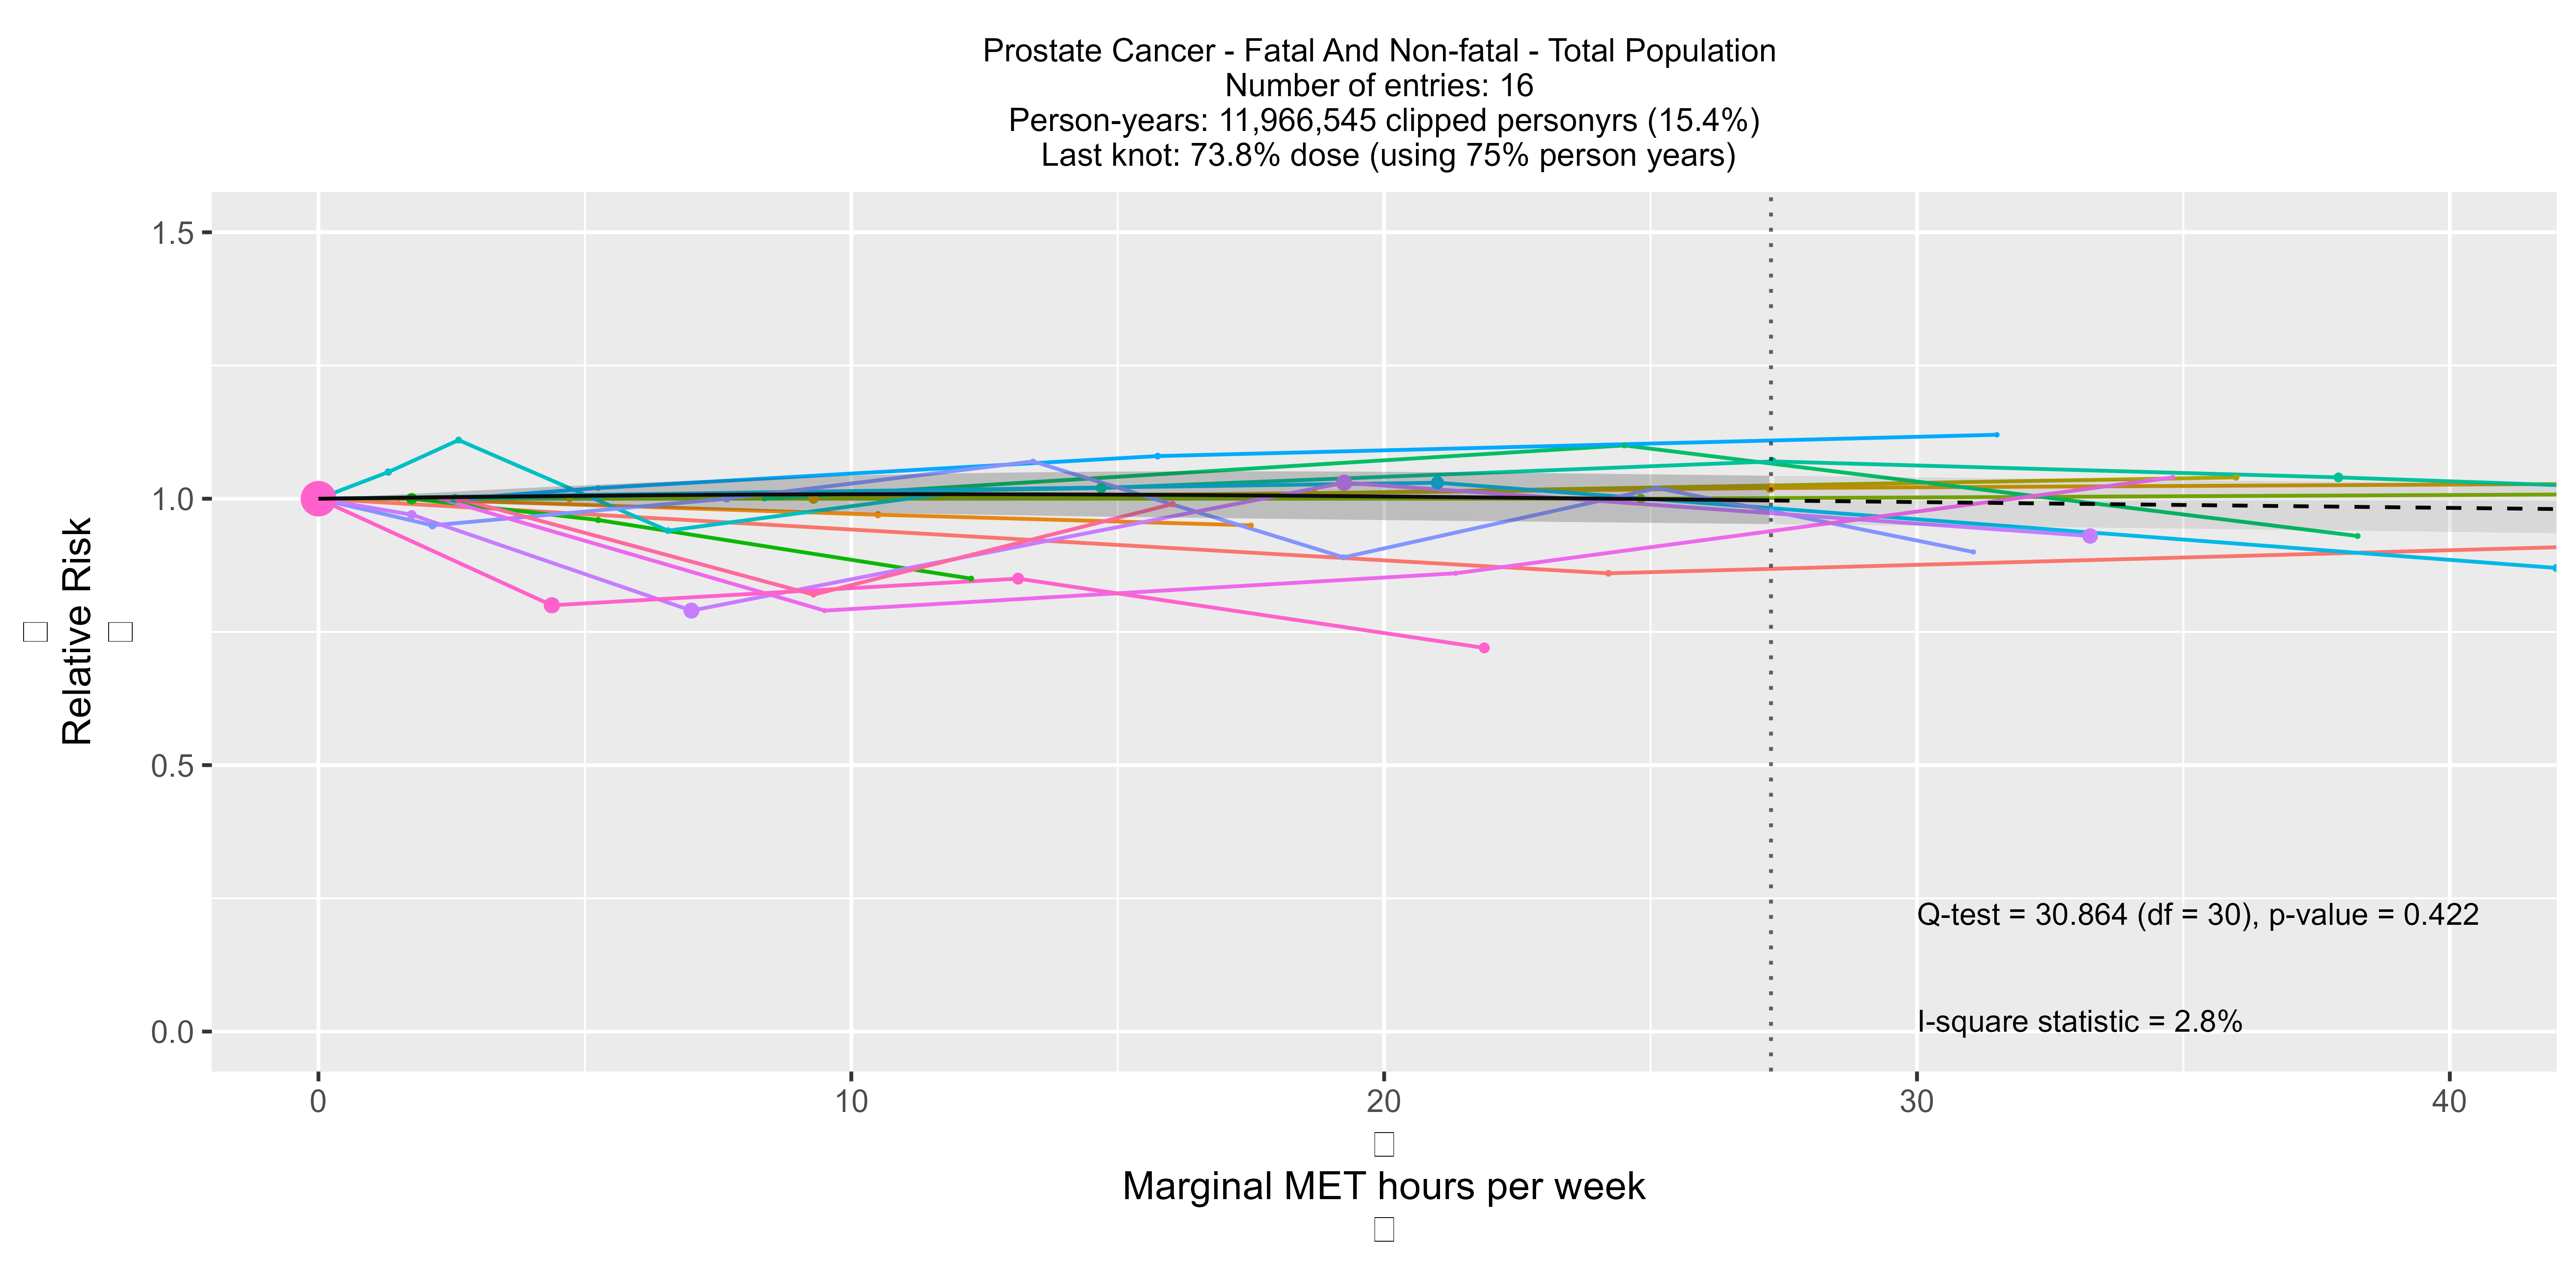 Prostate Cancer - Fatal And Non-fatal - Total Population
Number of entries: 16
Person-years: 11,966,545 clipped personyrs (15.4%)
Last knot: 73.8% dose (using 75% person years)
1.5
1.0
0.5
0.0
Relative Risk
Q-test = 30.864 (df = 30), p-value = 0.422
I-square statistic = 2.8%
0
10
20
30
40
Marginal MET hours per week